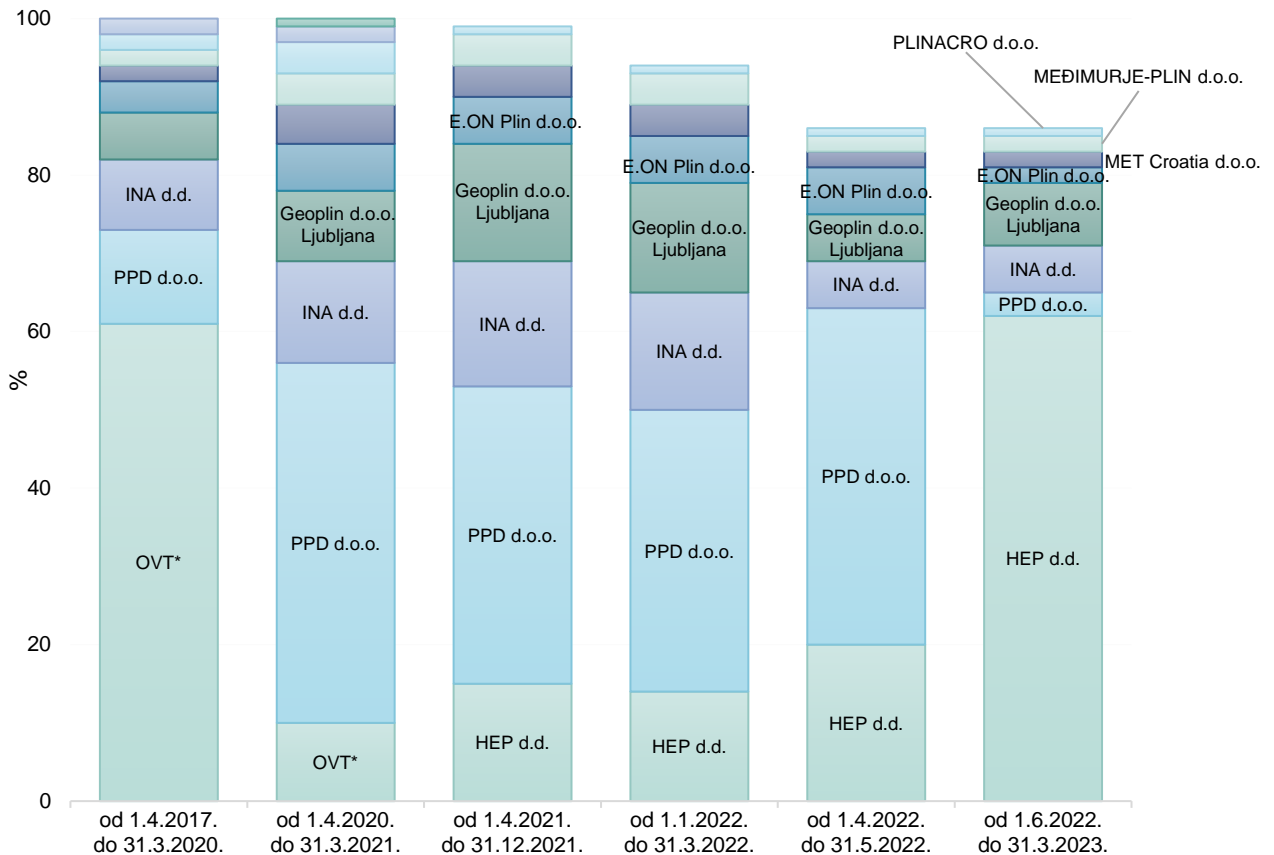 100
80
60
40
20
0
%
OVT*
PPD d.o.o.
INA d.d.
OVT*
PPD d.o.o.
INA d.d.
Geoplin d.o.o.
Ljubljana
HEP d.d.
PPD d.o.o.
INA d.d.
Geoplin d.o.o.
Ljubljana
E.ON Plin d.o.o.
HEP d.d.
PPD d.o.o.
INA d.d.
Geoplin d.o.o.
Ljubljana
E.ON Plin d.o.o.
HEP d.d.
PPD d.o.o.
INA d.d.
Geoplin d.o.o.
Ljubljana
E.ON Plin d.o.o.
HEP d.d.
PPD d.o.o.
INA d.d.
Geoplin d.o.o.
Ljubljana
E.ON Plin d.o.o.
MET Croatia d.o.o.
MEĐIMURJE-PLIN d.o.o.
PLINACRO d.o.o.
od 1.4.2017.
do 31.3.2020.
od 1.4.2020.
do 31.3.2021.
od 1.4.2021.
do 31.12.2021.
od 1.1.2022.
do 31.3.2022.
od 1.4.2022.
do 31.5.2022.
od 1.6.2022.
do 31.3.2023.